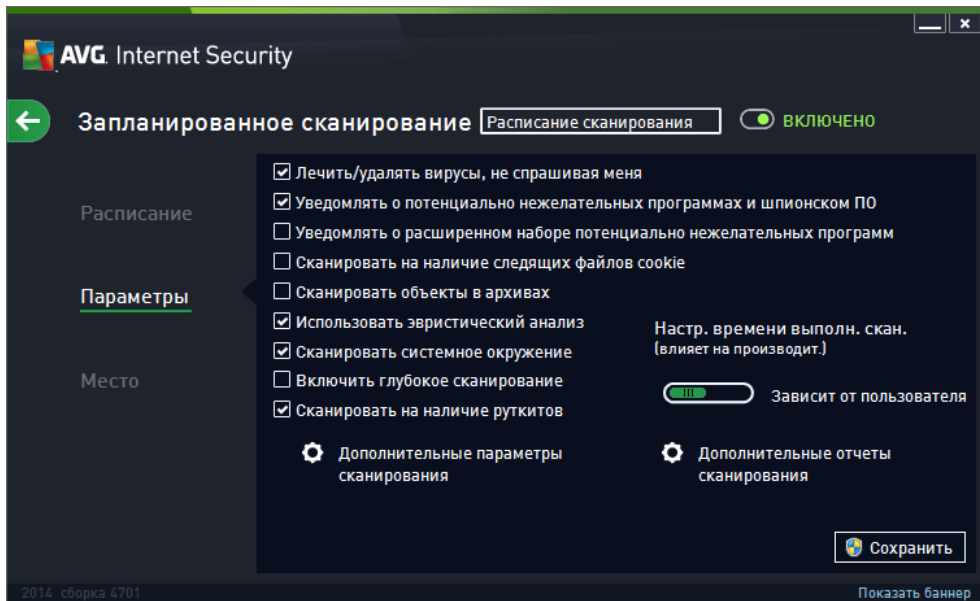 AVG. Internet Security
Запланированное сканирование
Расписание сканирования
ВКЛЮЧЕНО
Расписание
Параметры
Место
Лечить/удалять вирусы, не спрашивая меня
Уведомлять о потенциально нежелательных программах и шпионском ПО
Уведомлять о расширенном наборе потенциально нежелательных программ
Сканировать на наличие следящих файлов cookie
Сканировать объекты в архивах
Использовать эвристический анализ
Сканировать системное окружение
Включить глубокое сканирование
Сканировать на наличие руткитов
Настр. времени выполн. скан.
(влияет на производит.)
Зависит от пользователя
Дополнительные параметры
сканирования
Дополнительные отчеты
сканирования
Сохранить
2014 сборка 4701
Показать баннер